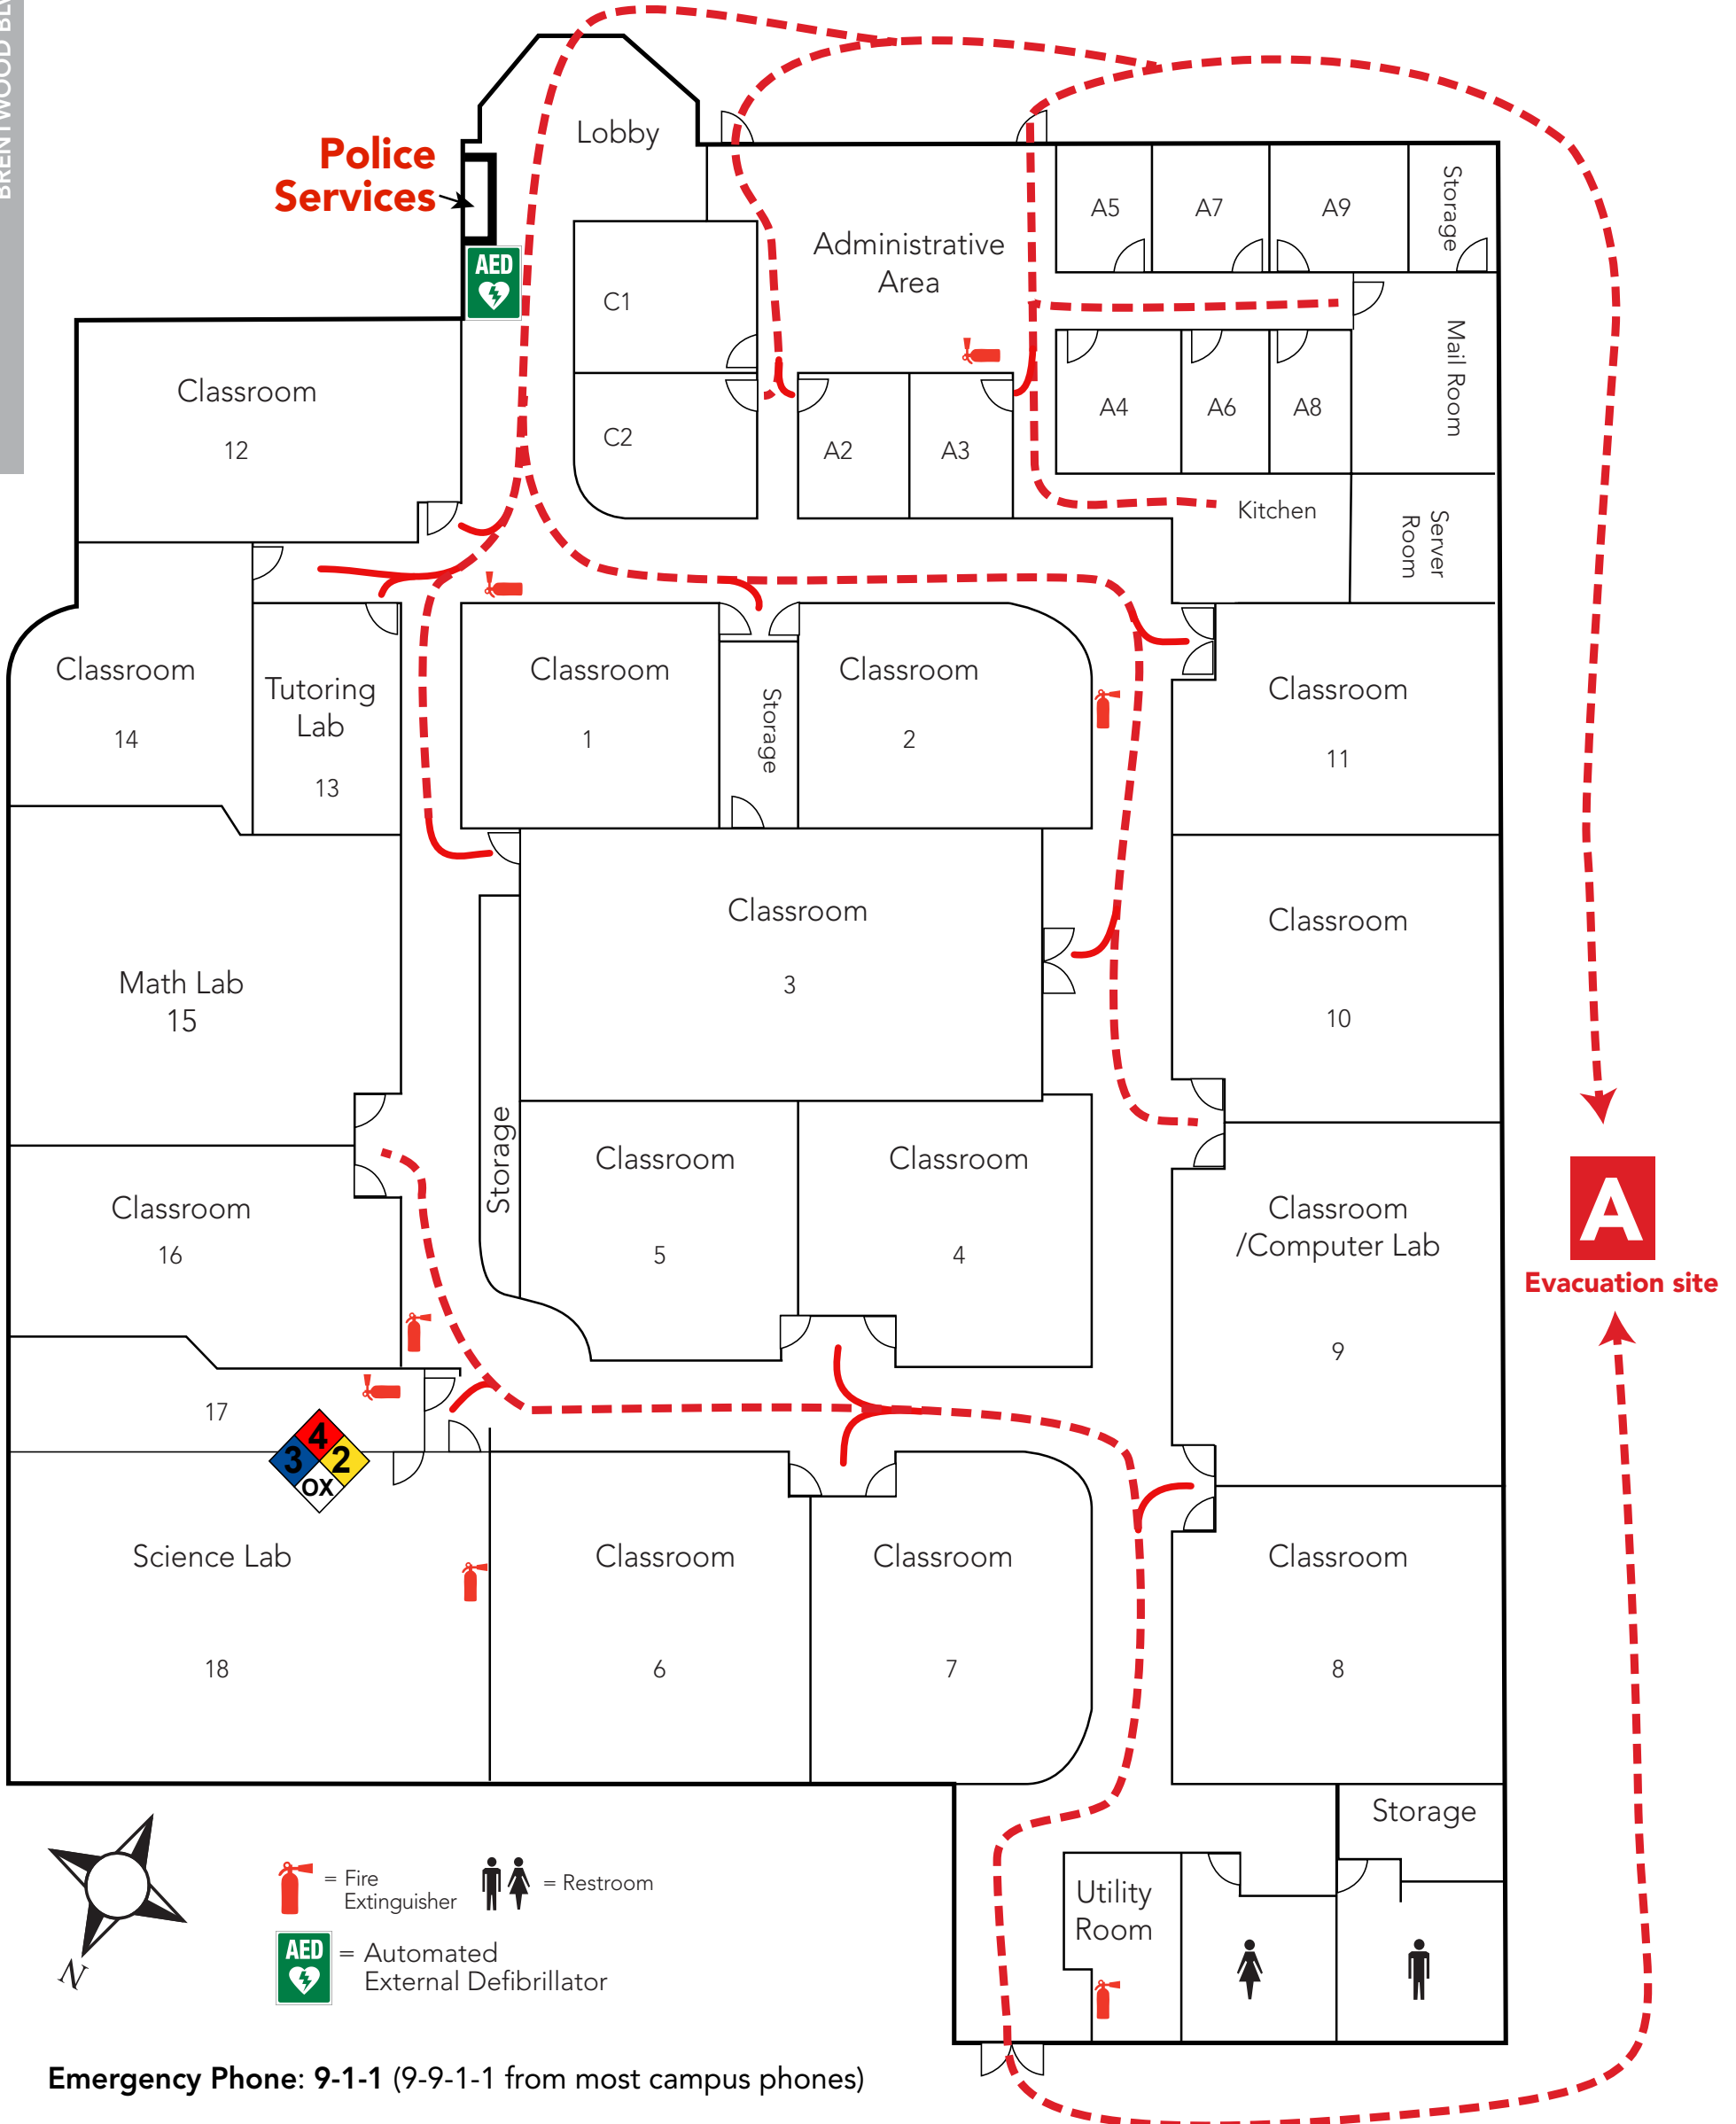 BRENTWOOD BL
Lobby
Police
Services
AED
Administrative
Area
A5
A7
A9
Storage
C1
C2
A2
A3
A4
A6
A8
Mail Room
Kitchen
Server
Room
Classroom
12
Classroom
14
Tutoring
Lab
13
Classroom
1
Storage
Classroom
2
Classroom
11
Classroom
3
Classroom
10
Math Lab
15
Storage
Classroom
5
Classroom
4
Classroom
16
Classroom
/Computer Lab
9
A
Evacuation site
17
4
3
2
OX
Science Lab
18
Classroom
6
Classroom
7
Classroom
8
Storage
Utility
Room
N
= Fire
Extinguisher
= Restroom
AED
= Automated
External Defibrillator
Emergency Phone: 9-1-1 (9-9-1-1 from most campus phones)